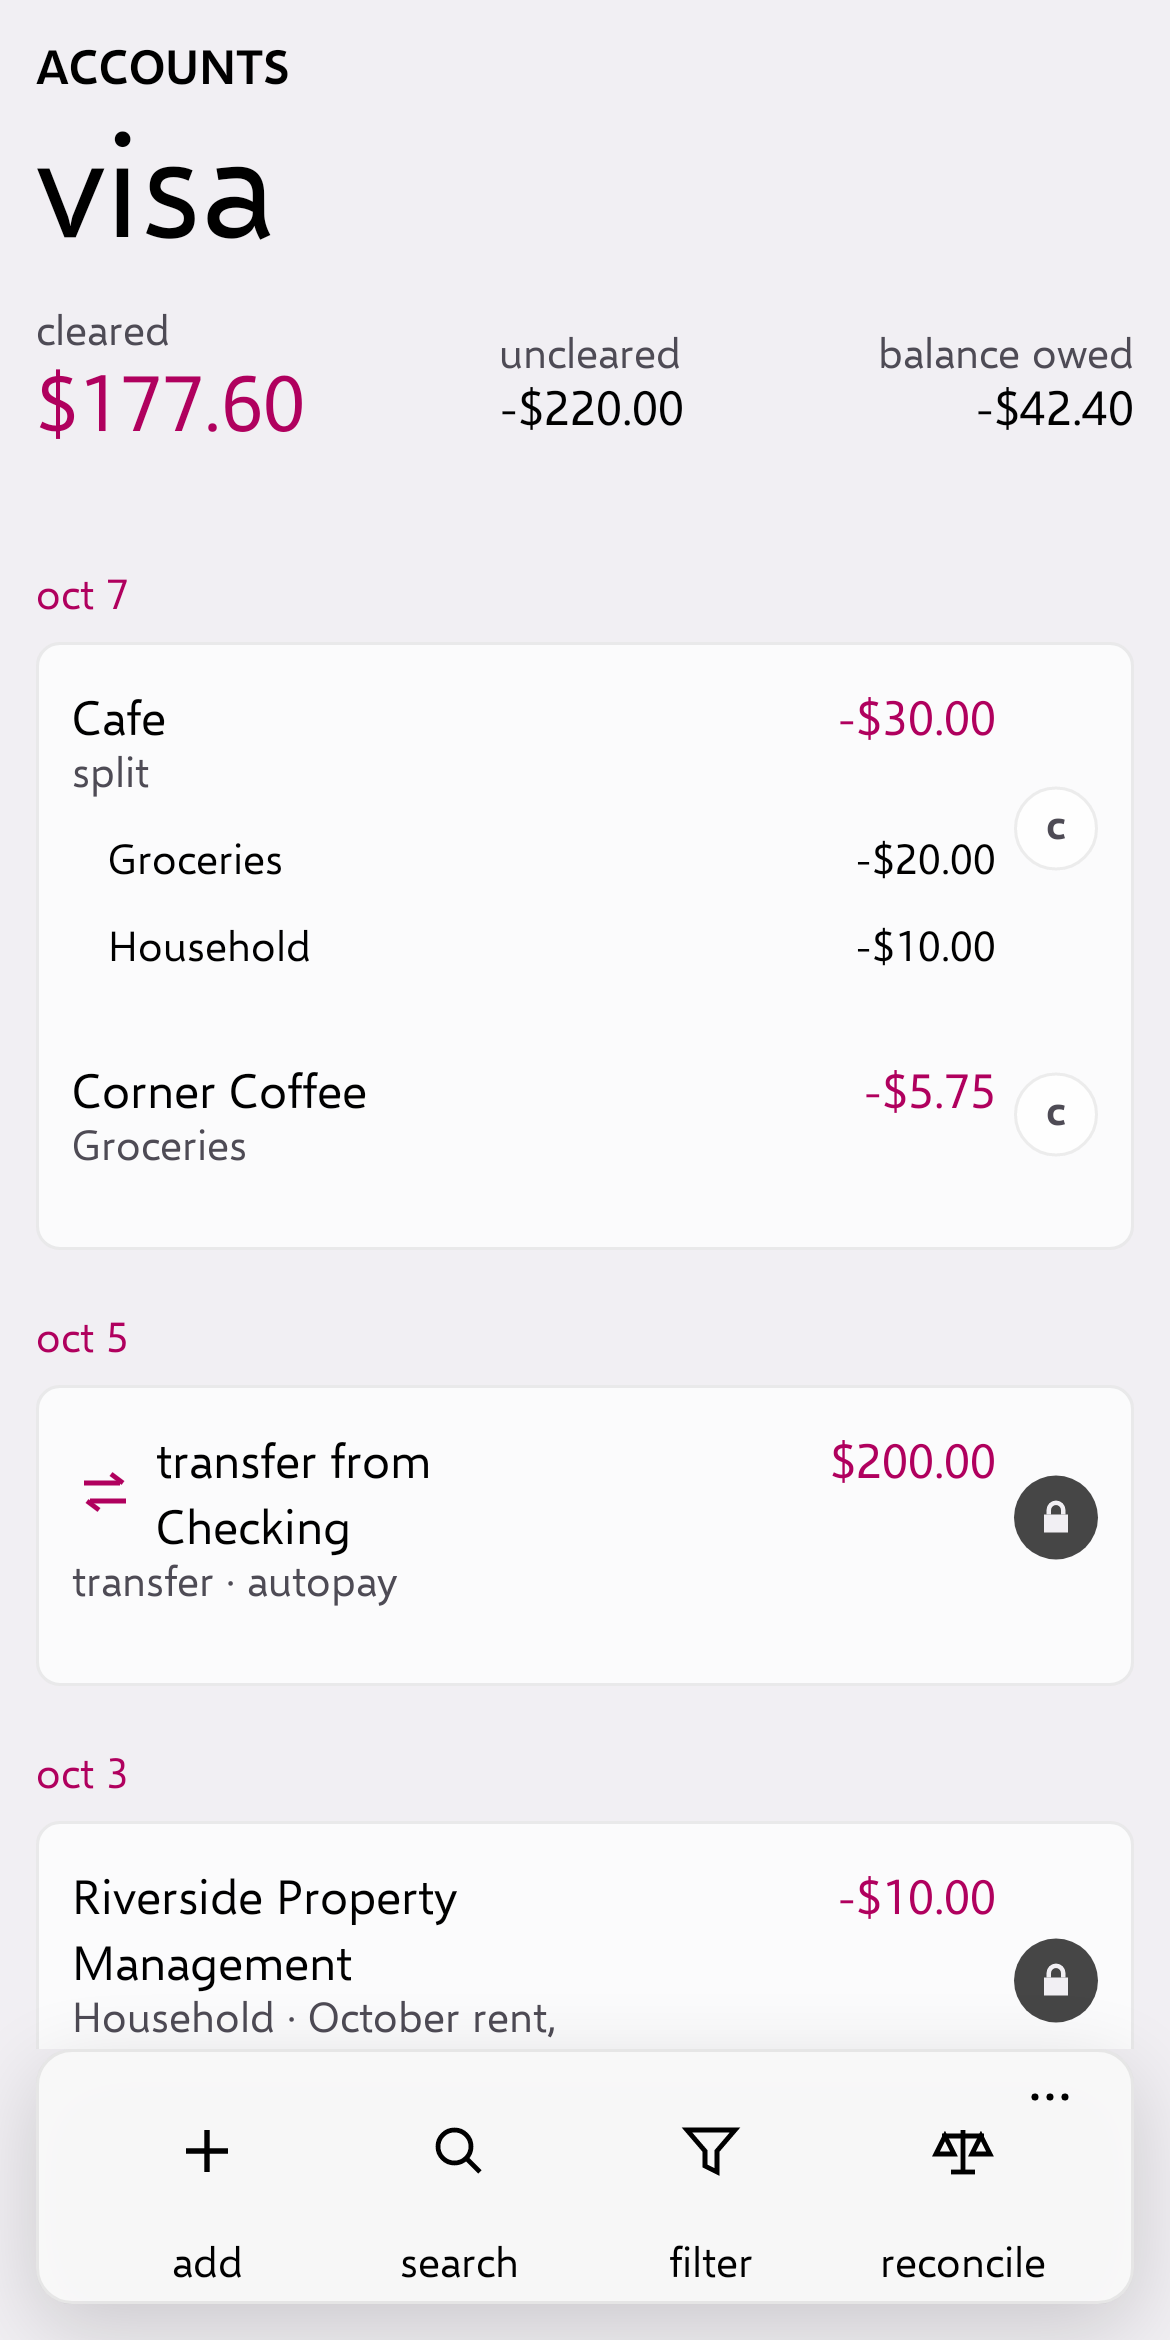 ACCOUNTS
visa
cleared
$177.60
uncleared
-$220.00
balance owed
-$42.40
oct 7
Cafe -$30.00
split
c
Groceries -$20.00
Household -$10.00
Corner Coffee -$5.75
c
Groceries
oct 5
transfer from $200.00
Checking
transfer · autopay
oct 3
Riverside Property -$10.00
Management
Household · October rent,
...
add search filter reconcile